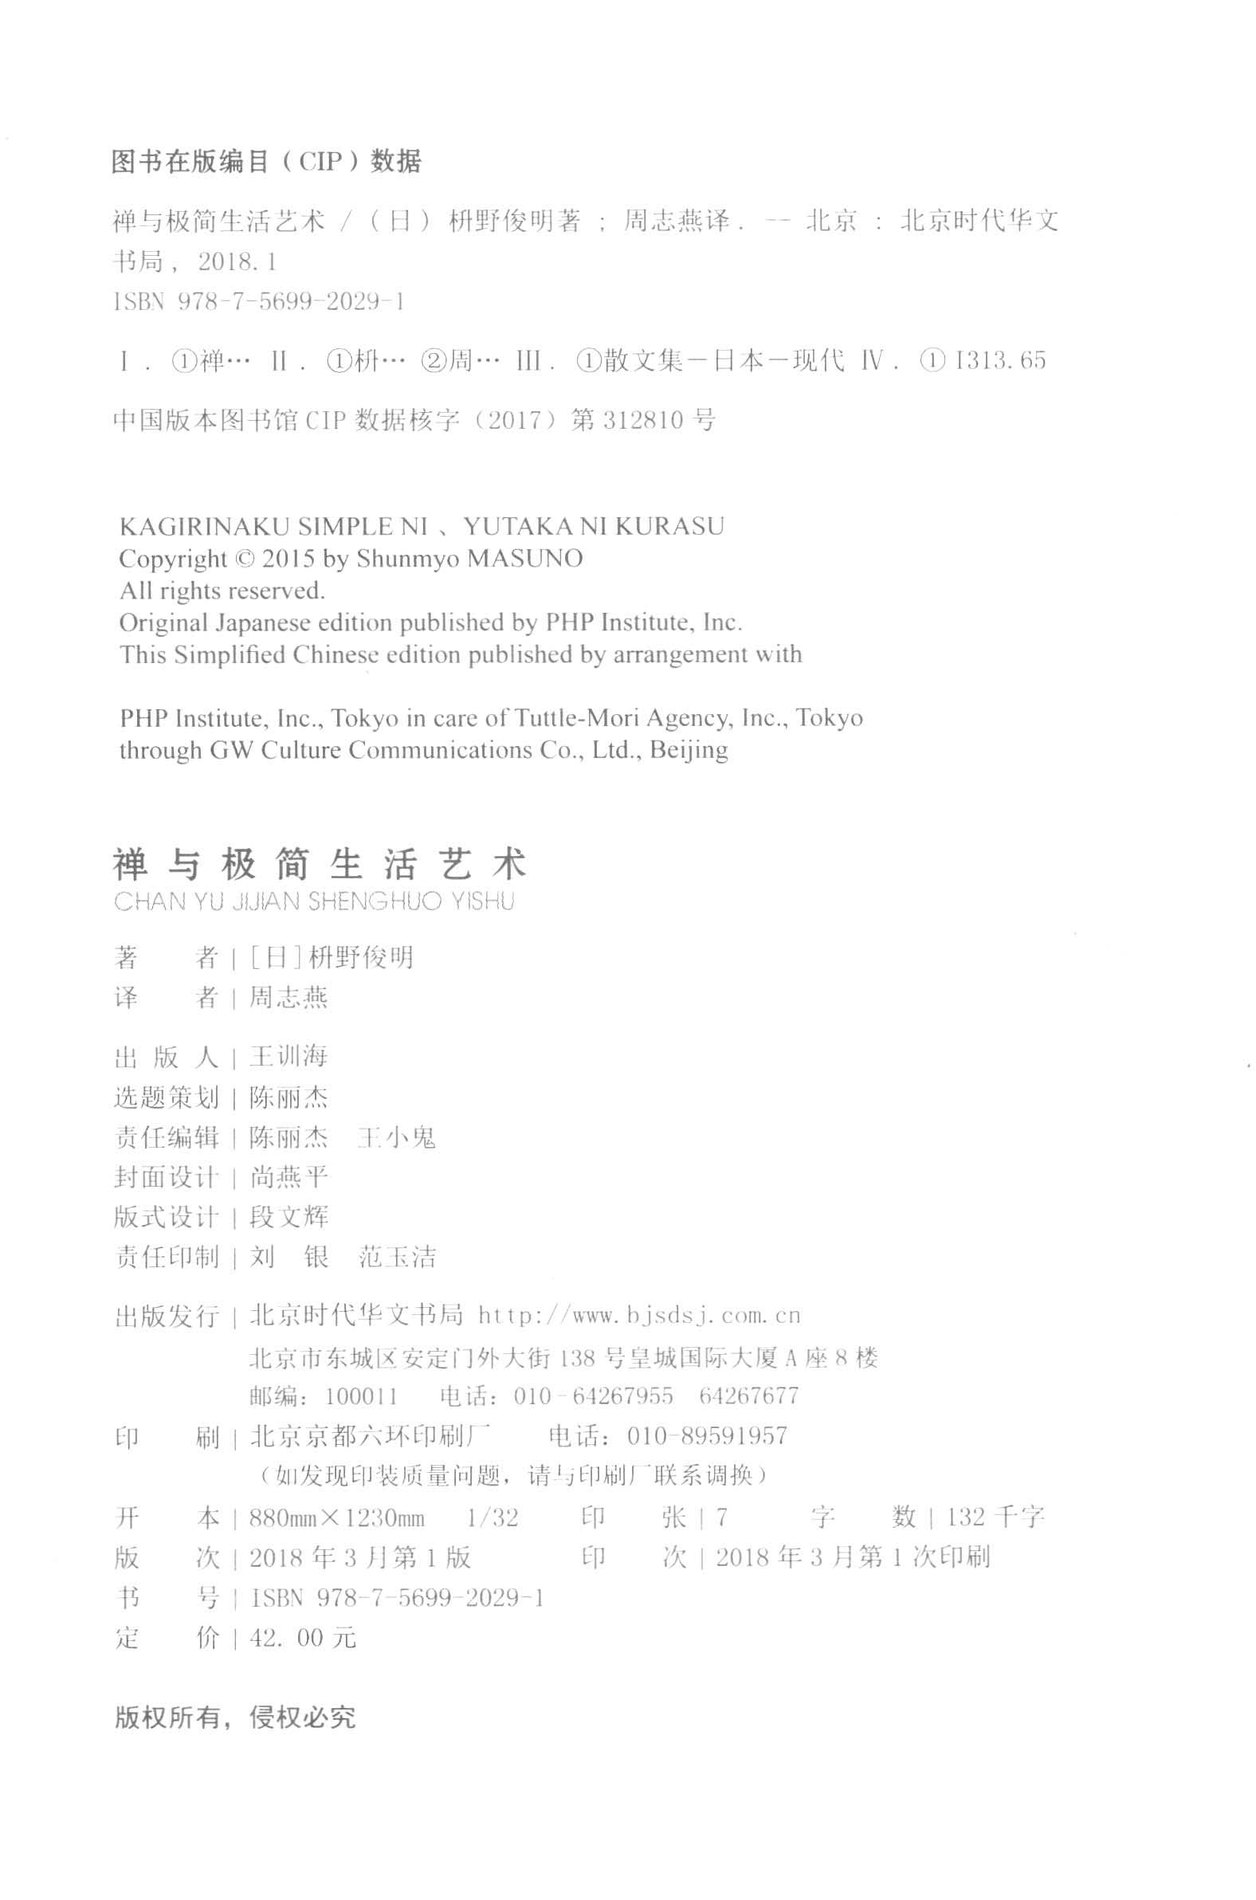 图书在版编目（CIP）数据
禅与极简生活艺术 / （日） 枡野俊明著 ; 周志燕译. -- 北京 : 北京时代华文
书局, 2018.1
ISBN 978-7-5699-2029-1
Ⅰ. ①禅… Ⅱ. ①枡… ②周… Ⅲ. ①散文集－日本－现代 Ⅳ. ① I313.65
中国版本图书馆 CIP 数据核字（2017）第 312810 号
KAGIRINAKU SIMPLE NI 、YUTAKA NI KURASU
Copyright © 2015 by Shunmyo MASUNO
All rights reserved.
Original Japanese edition published by PHP Institute, Inc.
This Simplified Chinese edition published by arrangement with
PHP Institute, Inc., Tokyo in care of Tuttle-Mori Agency, Inc., Tokyo
through GW Culture Communications Co., Ltd., Beijing
禅与极简生活艺术
CHAN YU JIJIAN SHENGHUO YISHU
著 者 | [日]枡野俊明
译 者 | 周志燕
出 版 人 | 王训海
选题策划 | 陈丽杰
责任编辑 | 陈丽杰 王小鬼
封面设计 | 尚燕平
版式设计 | 段文辉
责任印制 | 刘 银 范玉洁
出版发行 | 北京时代华文书局 http://www.bjsdsj.com.cn
北京市东城区安定门外大街 138 号皇城国际大厦 A 座 8 楼
邮编：100011 电话：010-64267955 64267677
印 刷 | 北京京都六环印刷厂 电话：010-89591957
（如发现印装质量问题，请与印刷厂联系调换）
开 本 | 880mm×1230mm 1/32 印 张 | 7 字 数 | 132 千字
版 次 | 2018 年 3 月第 1 版 印 次 | 2018 年 3 月第 1 次印刷
书 号 | ISBN 978-7-5699-2029-1
定 价 | 42.00 元
版权所有，侵权必究